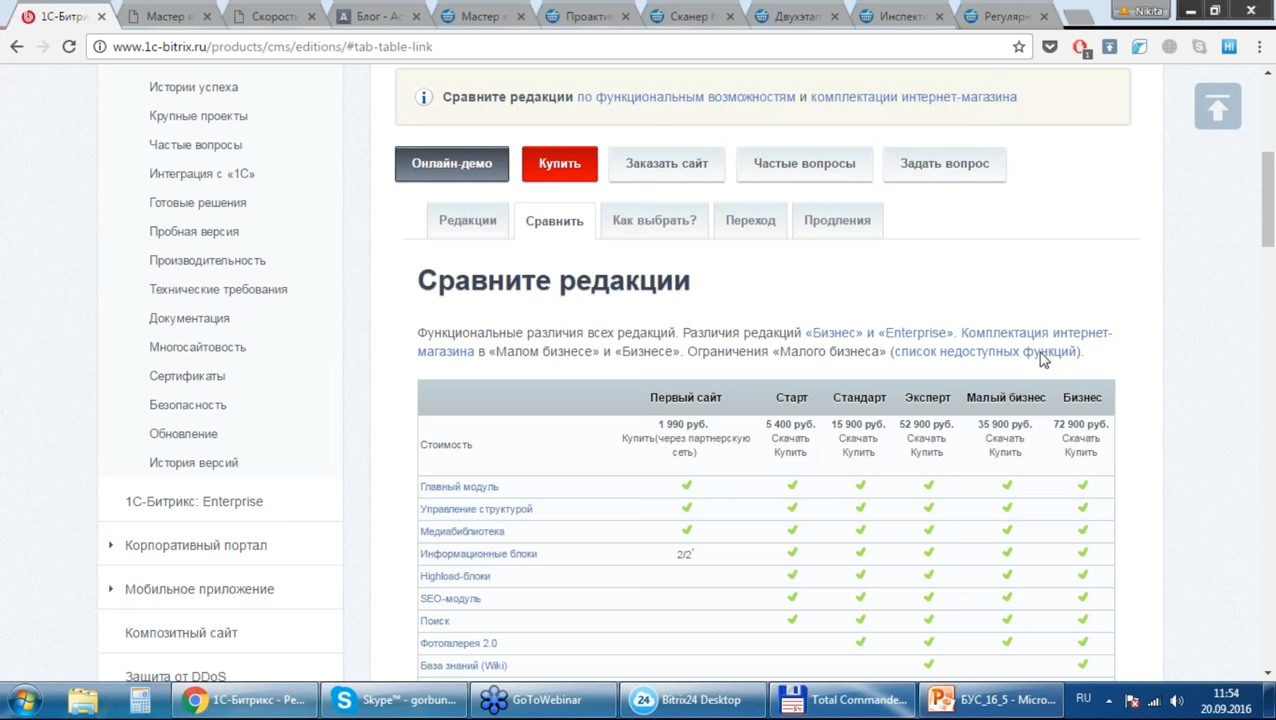 1С-Битри
Мастер м
Скорость
Блог - Ас
Мастер и
Проакти
Сканер б
Двухэтап
Инспект
Регулярн
Nikita
www.1c-bitrix.ru/products/cms/editions/#tab-table-link
1
Hi
Истории успеха
Крупные проекты
Частые вопросы
Интеграция с «1С»
Готовые решения
Пробная версия
Производительность
Технические требования
Документация
Многосайтовость
Сертификаты
Безопасность
Обновление
История версий
1С-Битрикс: Enterprise
Корпоративный портал
Мобильное приложение
Композитный сайт
Защита от DDoS
Сравните редакции по функциональным возможностям и комплектации интернет-магазина
Онлайн-демо Купить Заказать сайт Частые вопросы Задать вопрос
Редакции Сравнить Как выбрать? Переход Продления
Сравните редакции
Функциональные различия всех редакций. Различия редакций «Бизнес» и «Enterprise». Комплектация интернет-
магазина в «Малом бизнесе» и «Бизнесе». Ограничения «Малого бизнеса» (список недоступных функций).
Первый сайт Старт Стандарт Эксперт Малый бизнес Бизнес
1 990 руб. 5 400 руб. 15 900 руб. 52 900 руб. 35 900 руб. 72 900 руб.
Стоимость Купить(через партнерскую Скачать Скачать Скачать Скачать Скачать
сеть) Купить Купить Купить Купить Купить
Главный модуль
Управление структурой
Медиабиблиотека
Информационные блоки 2/2*
Highload-блоки
SEO-модуль
Поиск
Фотогалерея 2.0
База знаний (Wiki)
1С-Битрикс - Ре...
Skype™ - gorbun...
GoToWebinar
24 Bitrix24 Desktop
Total Commande...
БУС_16_5 - Micro...
RU
11:54
20.09.2016